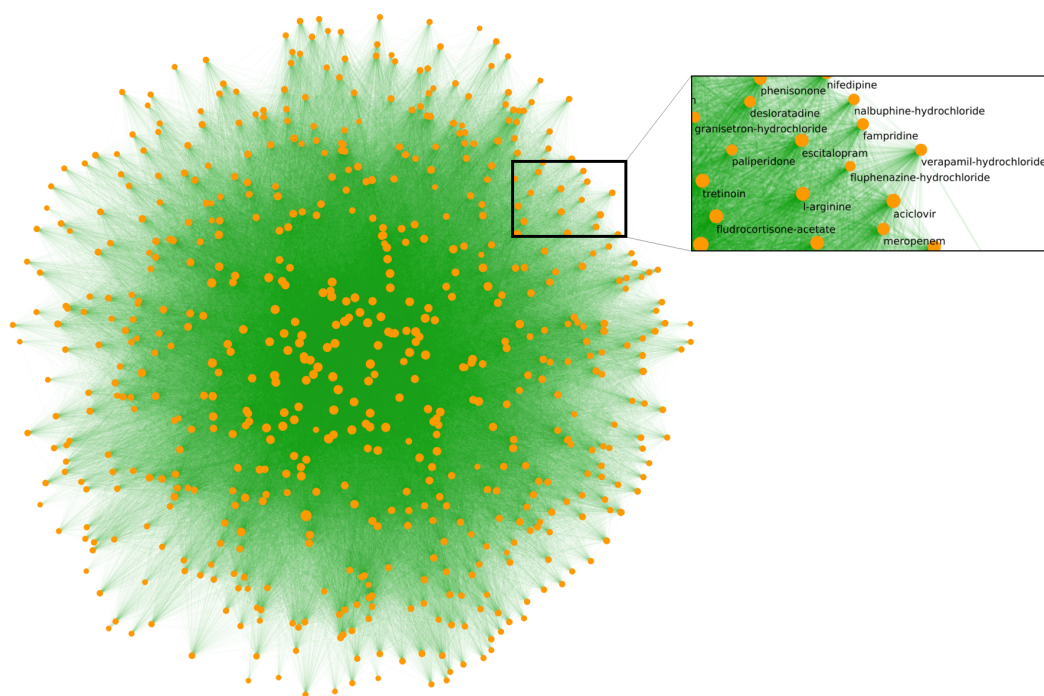 nifedipine
phenisonone
desloratadine
nalbuphine-hydrochloride
granisetron-hydrochloride
fampridine
escitalopram
paliperidone
verapamil-hydrochloride
fluphenazine-hydrochloride
tretinoin
l-arginine
aciclovir
fludrocortisone-acetate
meropenem